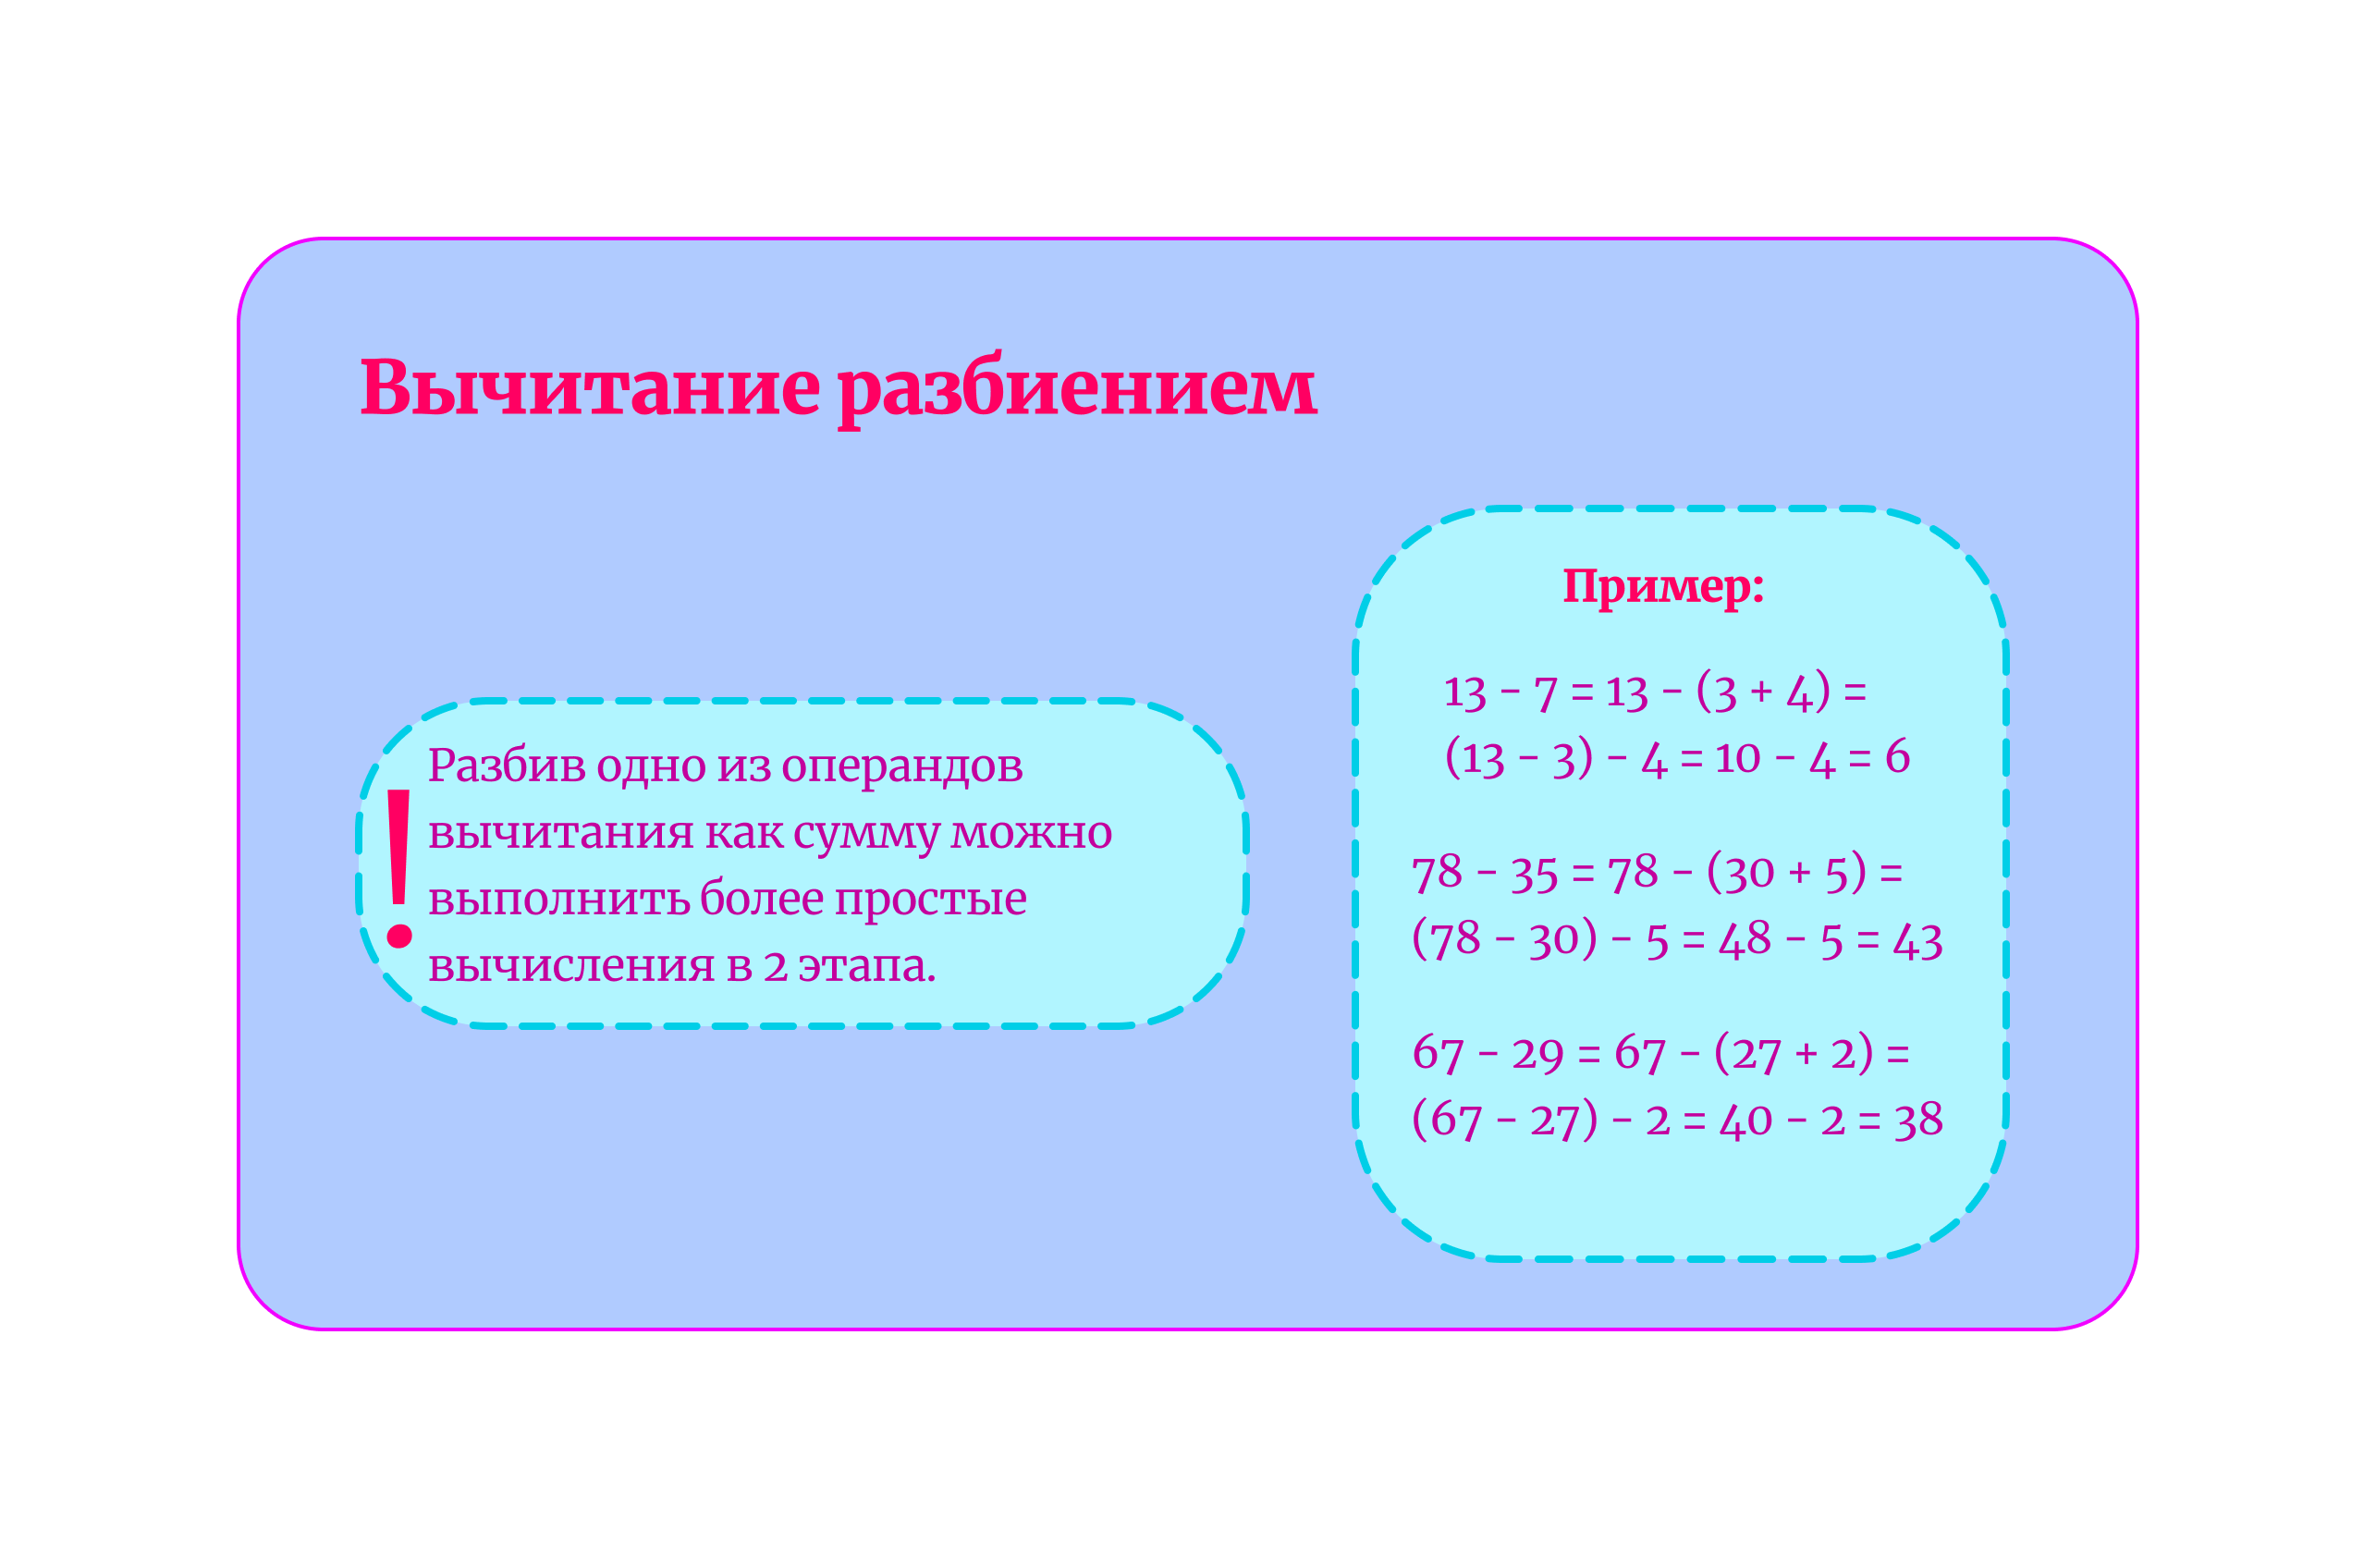 Вычитание разбиением
!
Разбив одно из операндов
вычитания как сумму можно
выполнить более простые
вычисления в 2 этапа.
Пример:
13 − 7 = 13 − (3 + 4) =
(13 − 3) − 4 = 10 − 4 = 6
78 − 35 = 78 − (30 + 5) =
(78 − 30) − 5 = 48 − 5 = 43
67 − 29 = 67 − (27 + 2) =
(67 − 27) − 2 = 40 − 2 = 38